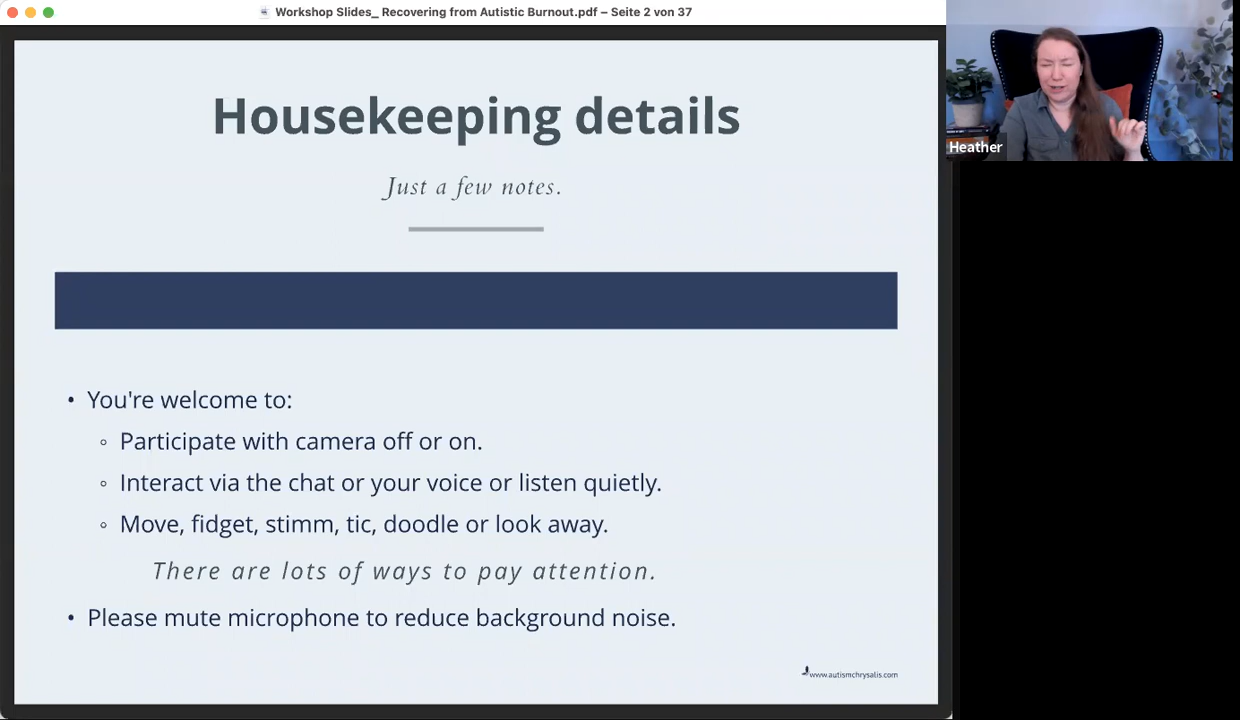 Workshop Slides_ Recovering from Autistic Burnout.pdf – Seite 2 von 37
Housekeeping details
Just a few notes.
• You're welcome to:
◦ Participate with camera off or on.
◦ Interact via the chat or your voice or listen quietly.
◦ Move, fidget, stimm, tic, doodle or look away.
There are lots of ways to pay attention.
• Please mute microphone to reduce background noise.
www.autismchrysalis.com
Heather